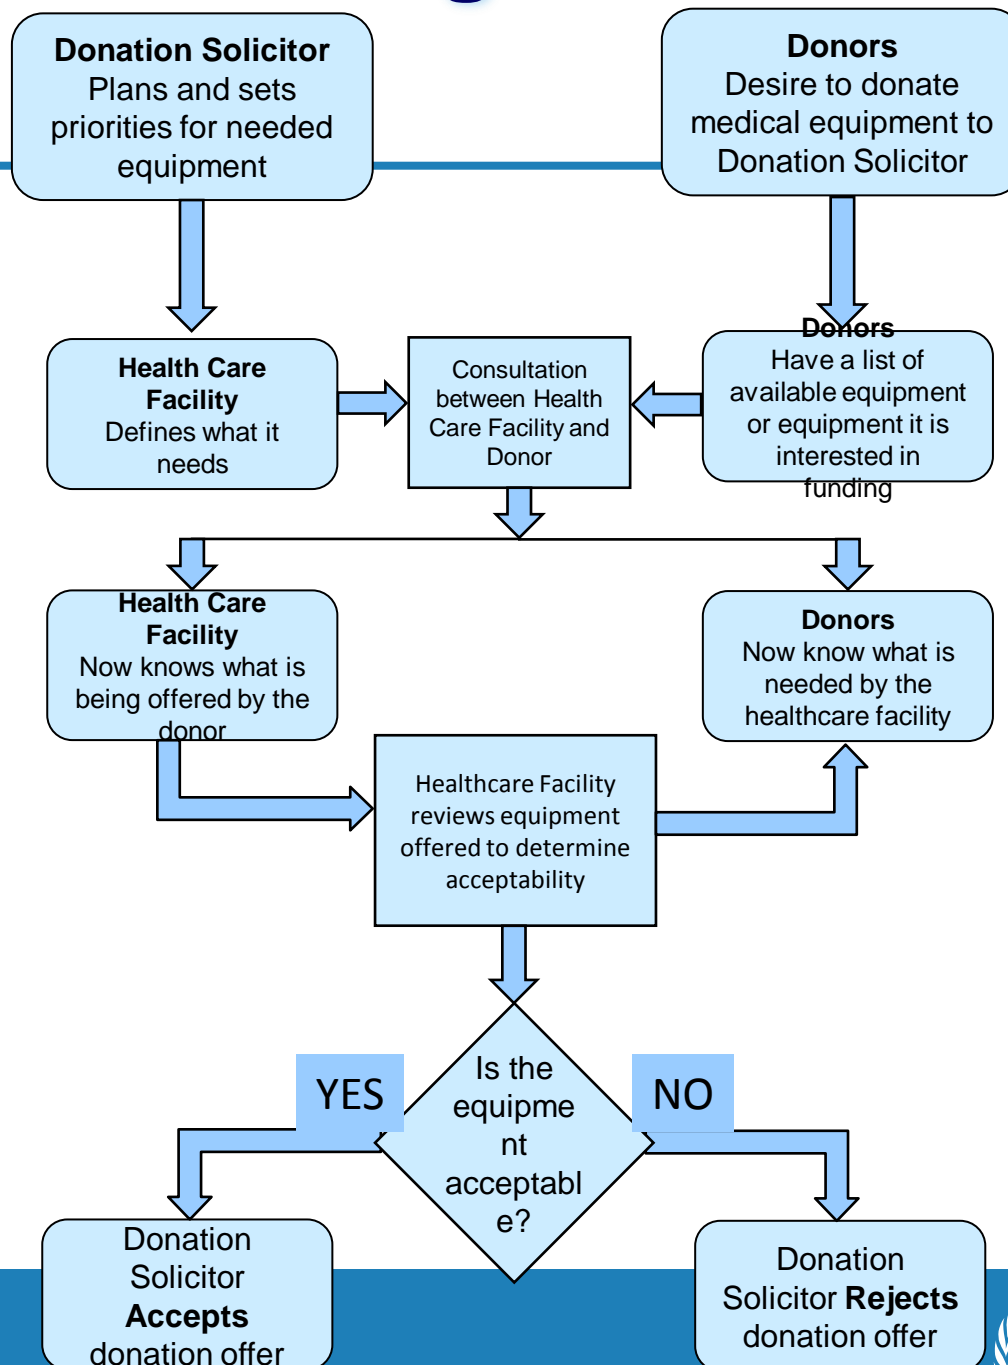 Donation Solicitor
Plans and sets
priorities for needed
equipment
Donors
Desire to donate
medical equipment to
Donation Solicitor
Health Care
Facility
Defines what it
needs
Consultation
between Health
Care Facility and
Donor
Donors
Have a list of
available equipment
or equipment it is
interested in
funding
Health Care
Facility
Now knows what is
being offered by the
donor
Donors
Now know what is
needed by the
healthcare facility
Healthcare Facility
reviews equipment
offered to determine
acceptability
Is the
equipme
nt
acceptabl
e?
YES
NO
Donation
Solicitor
Accepts
donation offer
Donation
Solicitor Rejects
donation offer